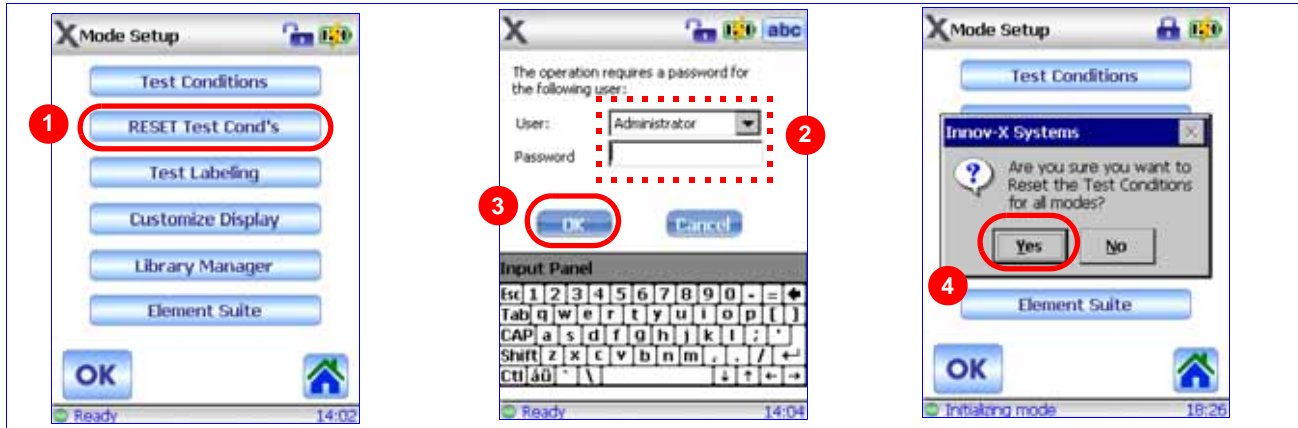 Mode Setup
Test Conditions
1
RESET Test Cond's
Test Labeling
Customize Display
Library Manager
Element Suite
OK
Ready 14:02
abc
The operation requires a password for
the following user:
User: Administrator
2
Password
3
OK Cancel
Input Panel
Esc 1 2 3 4 5 6 7 8 9 0 - =
Tab q w e r t y u i o p [ ]
CAP a s d f g h j k l ; '
Shift z x c v b n m , . /
Ctl áü ` \
Ready 14:04
Mode Setup
Test Conditions
Innov-X Systems
Are you sure you want to
Reset the Test Conditions
for all modes?
Yes No
4
Element Suite
OK
Initializing mode 18:26